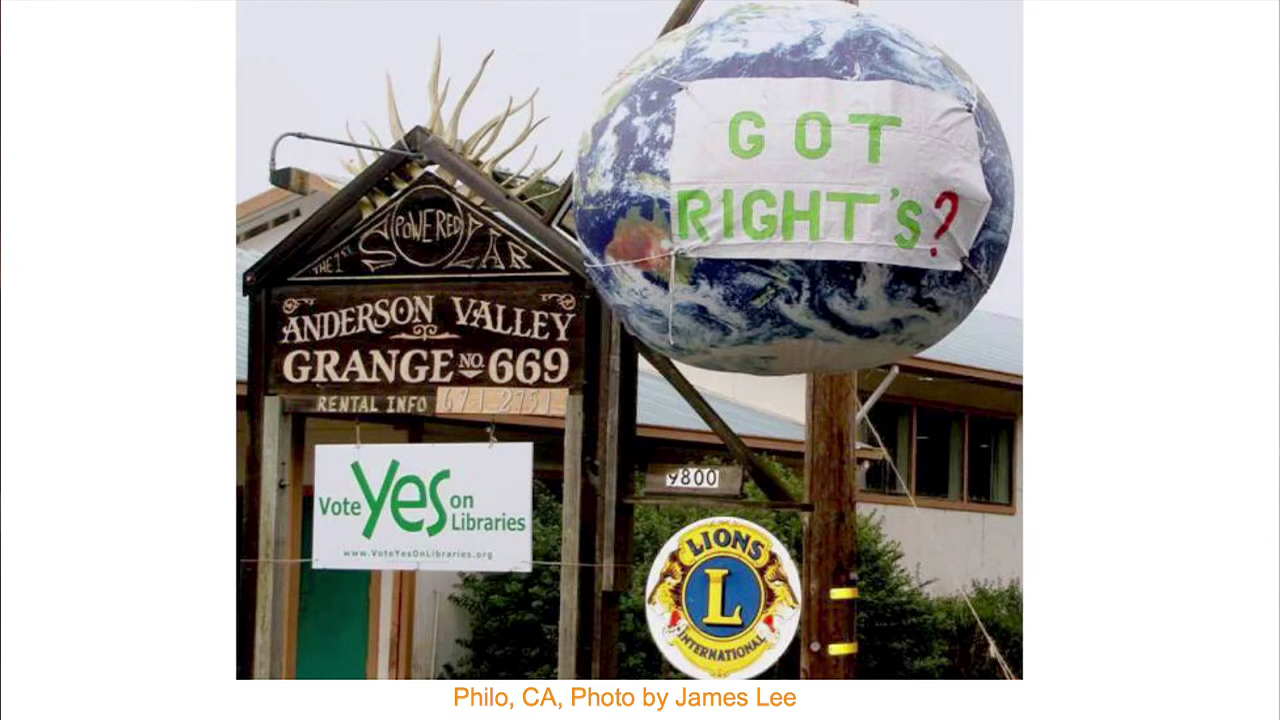 GOT
RIGHT'S?
THE 1ST SOLAR
POWERED
ANDERSON VALLEY
GRANGE NO. 669
RENTAL INFO
Vote Yes on
Libraries
www.VoteYesOnLibraries.org
9800
LIONS
L
INTERNATIONAL
Philo, CA, Photo by James Lee